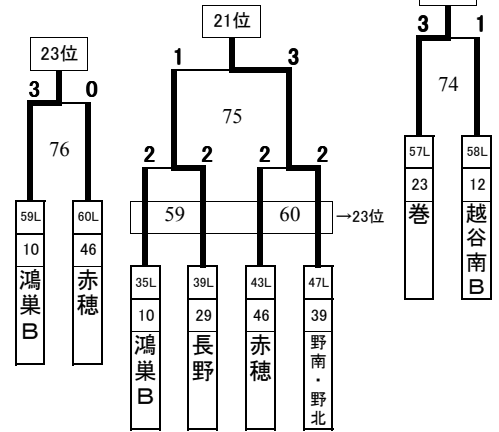 23位
3 0
76
59L 60L
10 46
鴻巣B 赤穂
21位
1 3
75
2 2 2 2
59 60 →23位
35L 39L 43L 47L
10 29 46 39
鴻巣B 長野 赤穂 野南・野北
3 1
74
57L 58L
23 12
巻 越谷南B